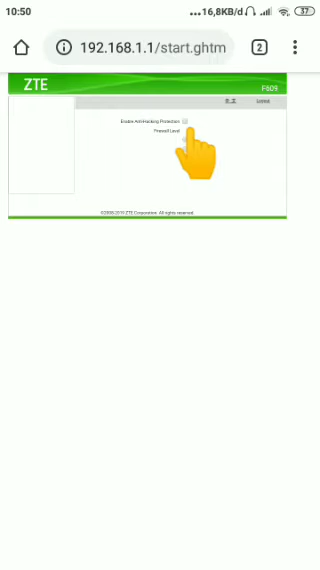 10:50
...16,8KB/d
37
192.168.1.1/start.ghtm
2
ZTE
F609
Logout
Enable Anti-Hacking Protection
Firewall Level
©2008-2019 ZTE Corporation. All rights reserved.